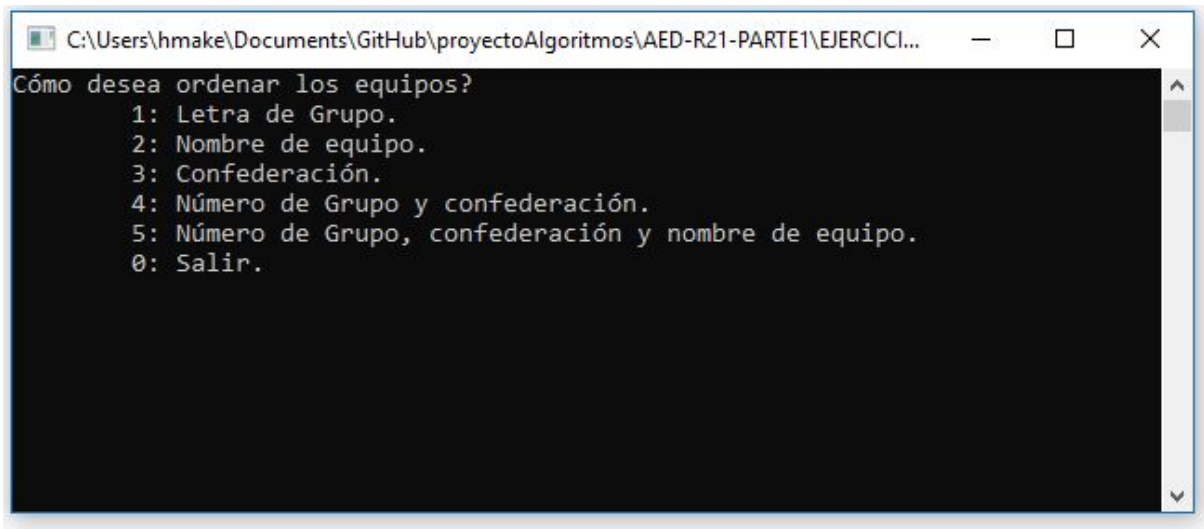 C:\Users\hmake\Documents\GitHub\proyectoAlgoritmos\AED-R21-PARTE1\EJERCICI...
Cómo desea ordenar los equipos?
1: Letra de Grupo.
2: Nombre de equipo.
3: Confederación.
4: Número de Grupo y confederación.
5: Número de Grupo, confederación y nombre de equipo.
0: Salir.